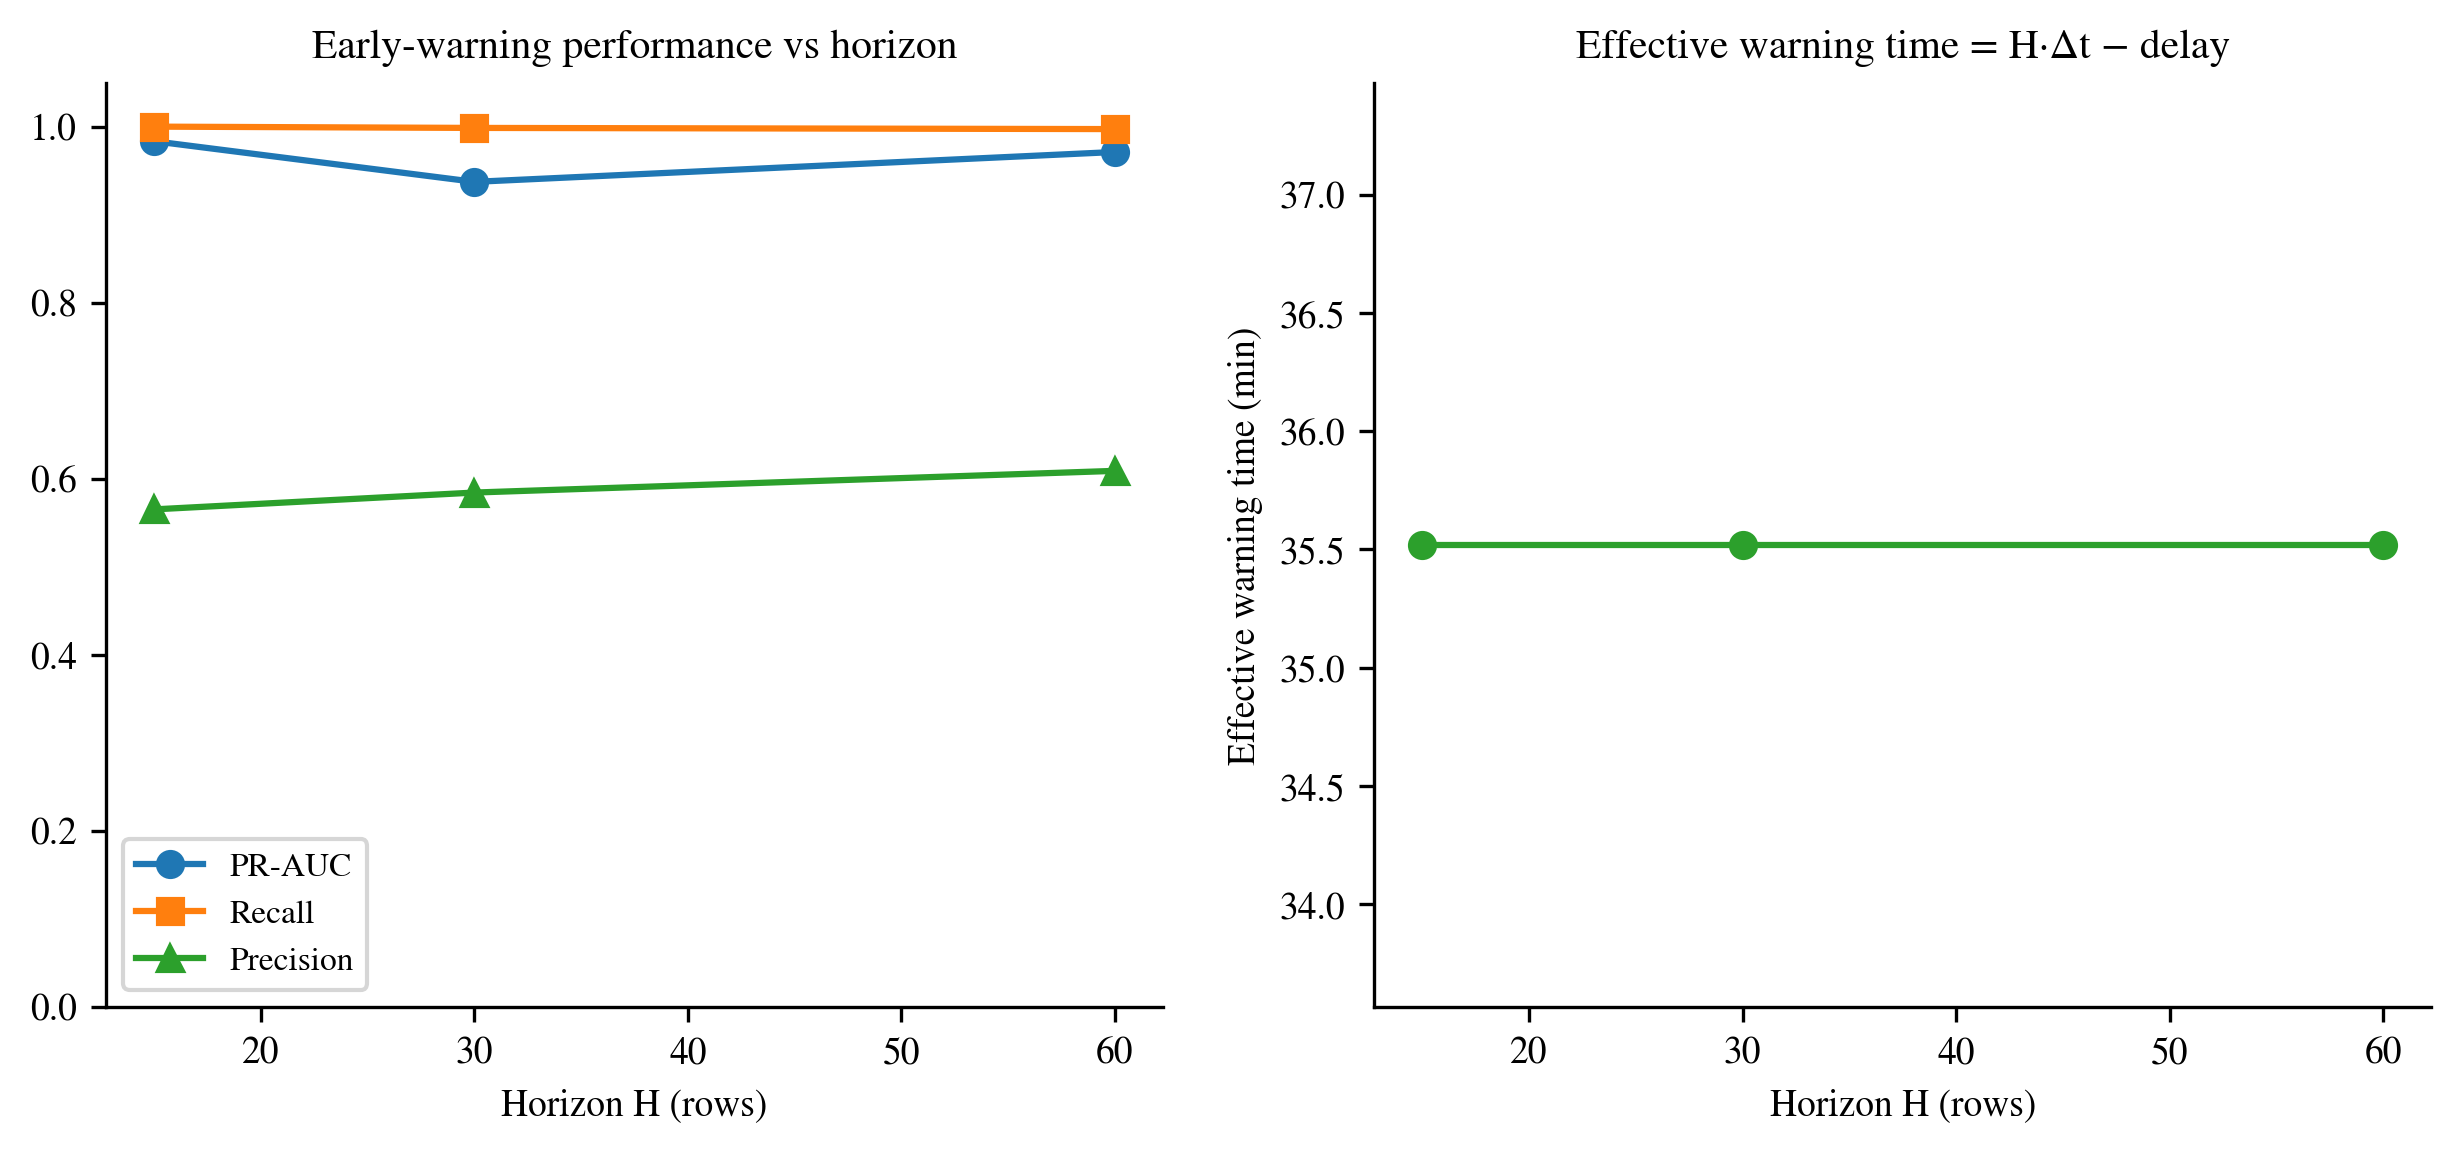 Early-warning performance vs horizon
1.0
0.8
0.6
0.4
0.2
0.0
PR-AUC
Recall
Precision
20 30 40 50 60
Horizon H (rows)
Effective warning time = H·Δt − delay
Effective warning time (min)
37.0
36.5
36.0
35.5
35.0
34.5
34.0
20 30 40 50 60
Horizon H (rows)